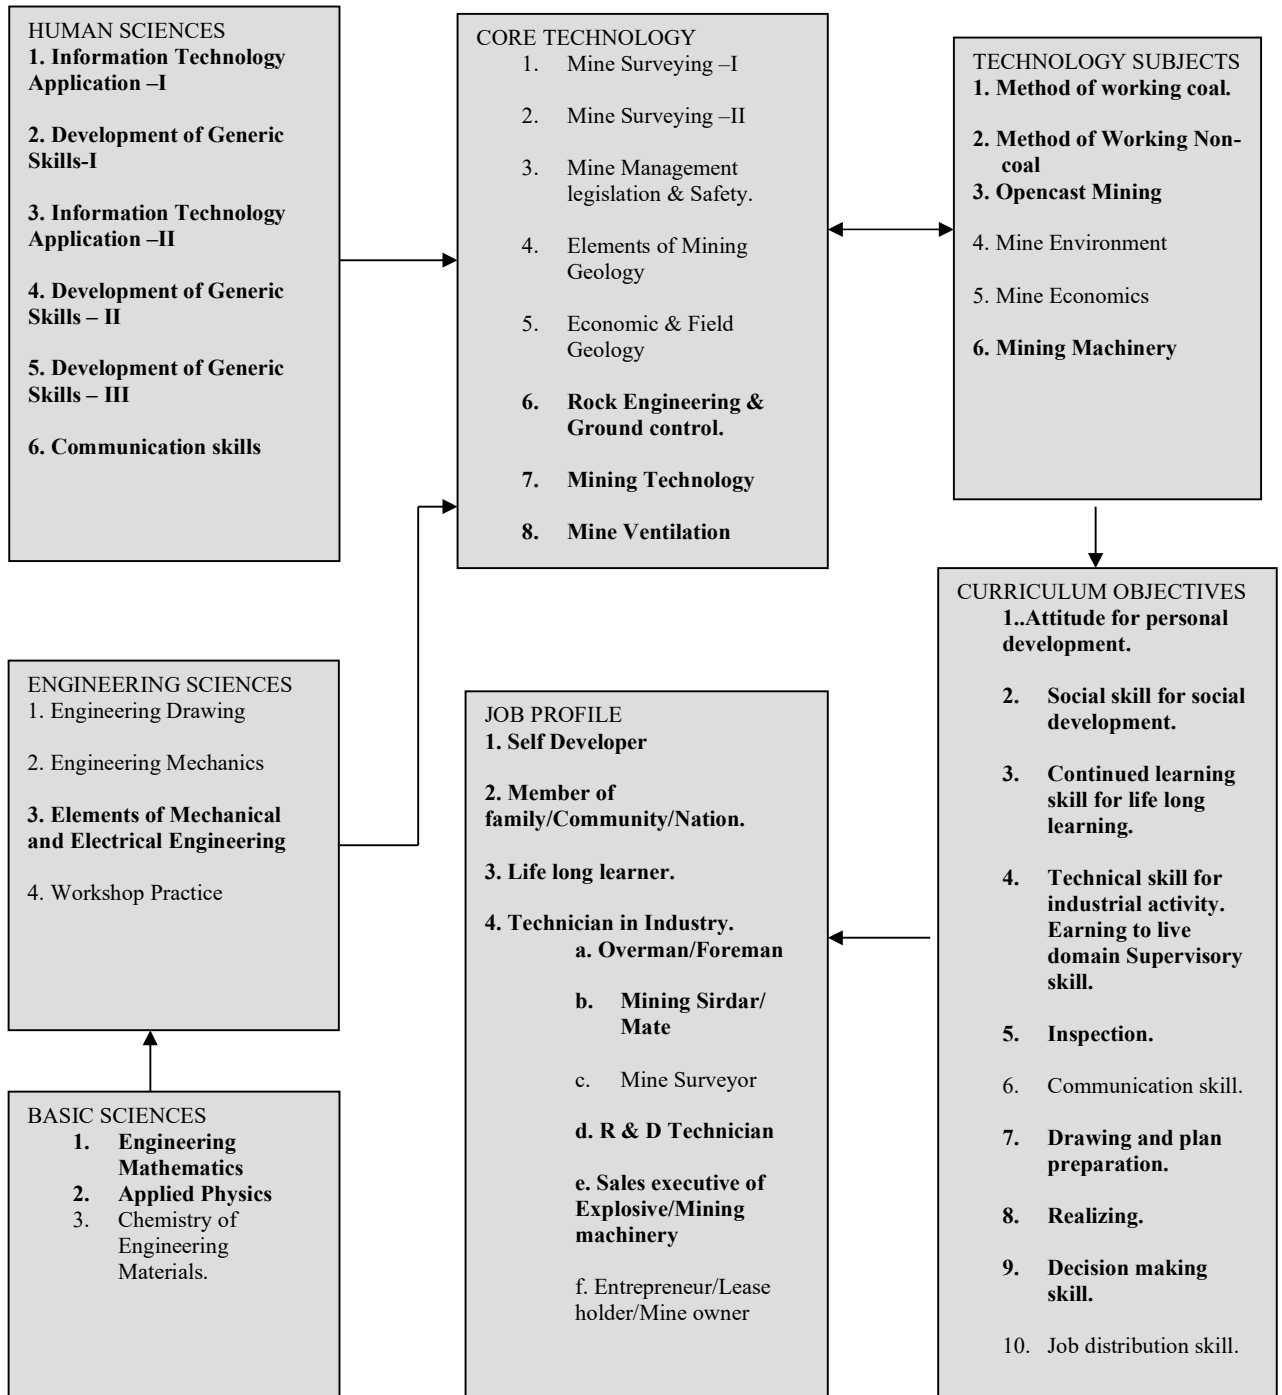 HUMAN SCIENCES
1. Information Technology
Application –I
2. Development of Generic
Skills-I
3. Information Technology
Application –II
4. Development of Generic
Skills – II
5. Development of Generic
Skills – III
6. Communication skills
CORE TECHNOLOGY
1. Mine Surveying –I
2. Mine Surveying –II
3. Mine Management
legislation & Safety.
4. Elements of Mining
Geology
5. Economic & Field
Geology
6. Rock Engineering &
Ground control.
7. Mining Technology
8. Mine Ventilation
TECHNOLOGY SUBJECTS
1. Method of working coal.
2. Method of Working Non-
coal
3. Opencast Mining
4. Mine Environment
5. Mine Economics
6. Mining Machinery
ENGINEERING SCIENCES
1. Engineering Drawing
2. Engineering Mechanics
3. Elements of Mechanical
and Electrical Engineering
4. Workshop Practice
BASIC SCIENCES
1. Engineering
Mathematics
2. Applied Physics
3. Chemistry of
Engineering
Materials.
JOB PROFILE
1. Self Developer
2. Member of
family/Community/Nation.
3. Life long learner.
4. Technician in Industry.
a. Overman/Foreman
b. Mining Sirdar/
Mate
c. Mine Surveyor
d. R & D Technician
e. Sales executive of
Explosive/Mining
machinery
f. Entrepreneur/Lease
holder/Mine owner
CURRICULUM OBJECTIVES
1..Attitude for personal
development.
2. Social skill for social
development.
3. Continued learning
skill for life long
learning.
4. Technical skill for
industrial activity.
Earning to live
domain Supervisory
skill.
5. Inspection.
6. Communication skill.
7. Drawing and plan
preparation.
8. Realizing.
9. Decision making
skill.
10. Job distribution skill.